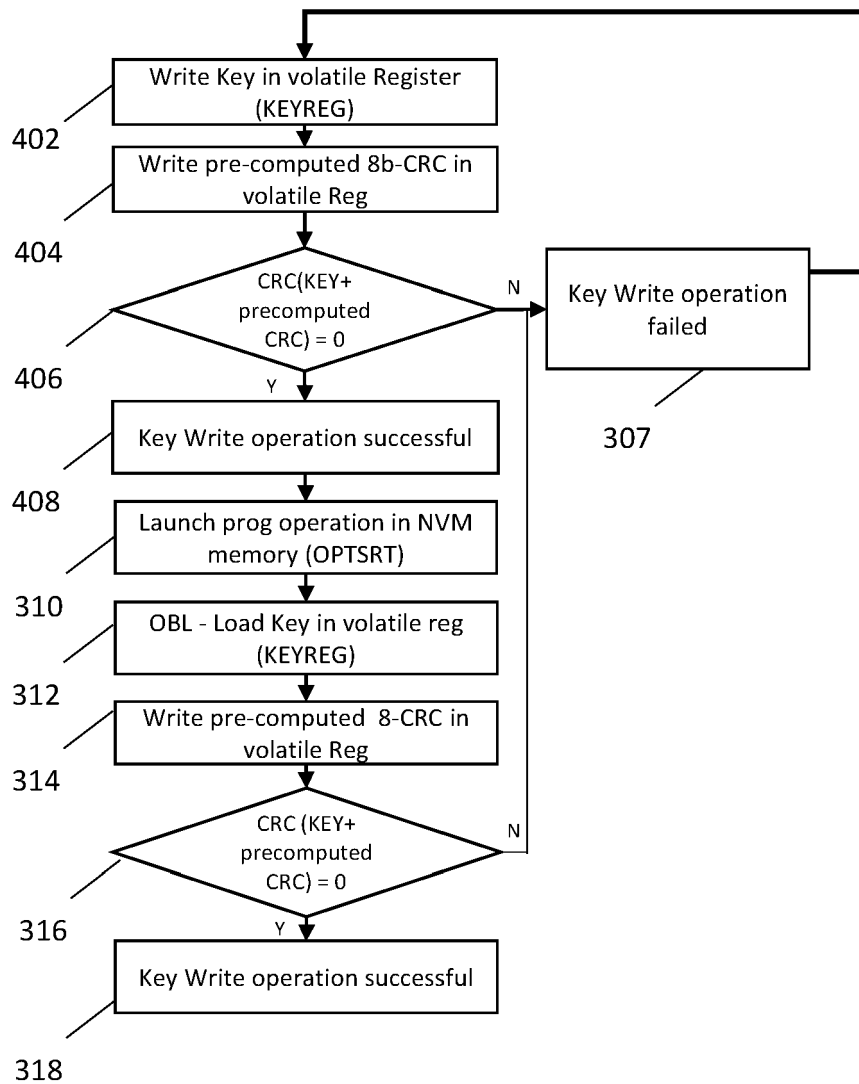 Write Key in volatile Register
(KEYREG)
402
Write pre-computed 8b-CRC in
volatile Reg
404
CRC(KEY+
precomputed
CRC) = 0
N
Key Write operation
failed
406
Y
307
Key Write operation successful
408
Launch prog operation in NVM
memory (OPTSRT)
310
OBL - Load Key in volatile reg
(KEYREG)
312
Write pre-computed  8-CRC in
volatile Reg
314
CRC (KEY+
precomputed
CRC) = 0
N
316
Y
Key Write operation successful
318